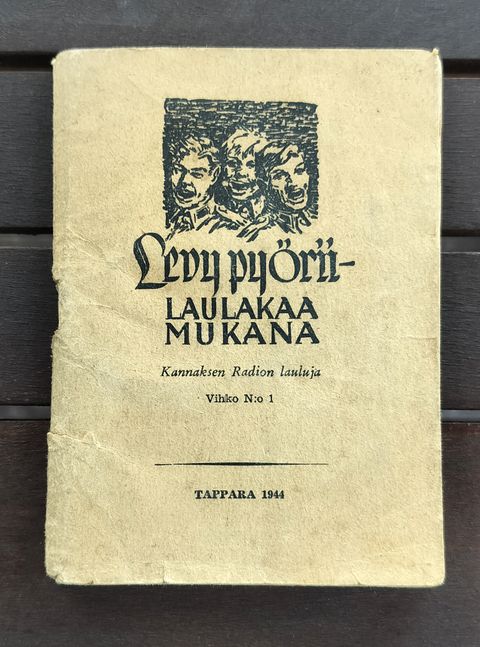 Levy pyörii-
LAULAKAA
MUKANA
Kannaksen Radion lauluja
Vihko N:o 1
TAPPARA 1944